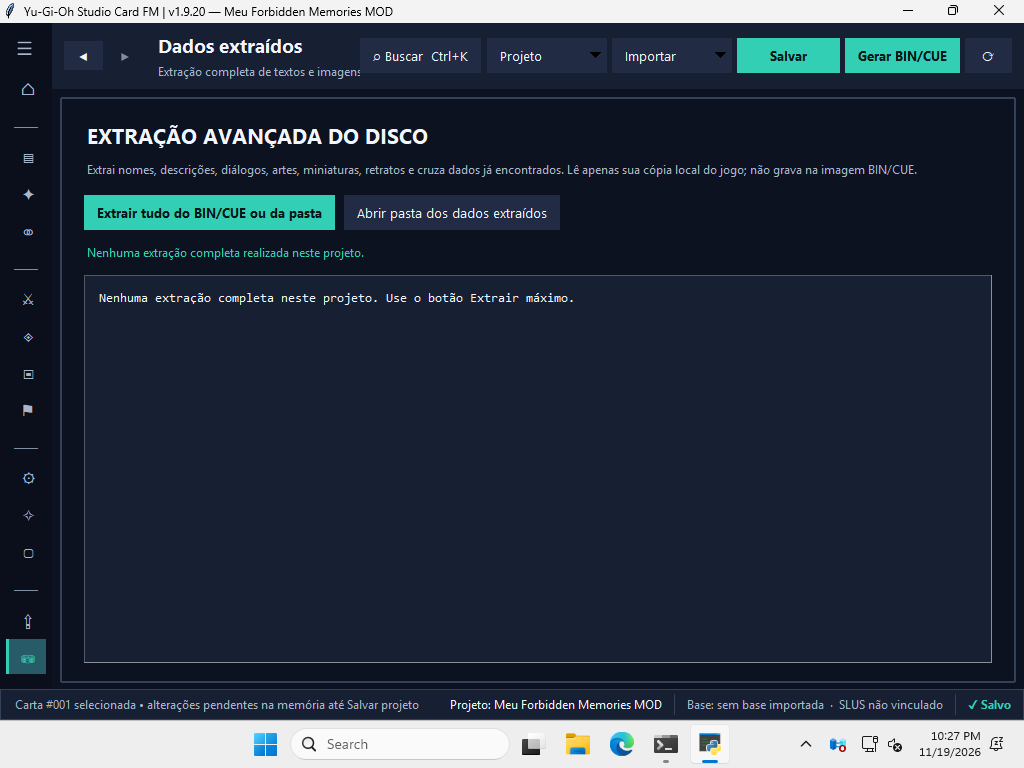 Yu-Gi-Oh Studio Card FM | v1.9.20 — Meu Forbidden Memories MOD
Dados extraídos
Extração completa de textos e imagens
Buscar Ctrl+K
Projeto
Importar
Salvar
Gerar BIN/CUE
EXTRAÇÃO AVANÇADA DO DISCO
Extrai nomes, descrições, diálogos, artes, miniaturas, retratos e cruza dados já encontrados. Lê apenas sua cópia local do jogo; não grava na imagem BIN/CUE.
Extrair tudo do BIN/CUE ou da pasta
Abrir pasta dos dados extraídos
Nenhuma extração completa realizada neste projeto.
Nenhuma extração completa neste projeto. Use o botão Extrair máximo.
Carta #001 selecionada • alterações pendentes na memória até Salvar projeto
Projeto: Meu Forbidden Memories MOD
Base: sem base importada · SLUS não vinculado
✓ Salvo
Search
10:27 PM
11/19/2026